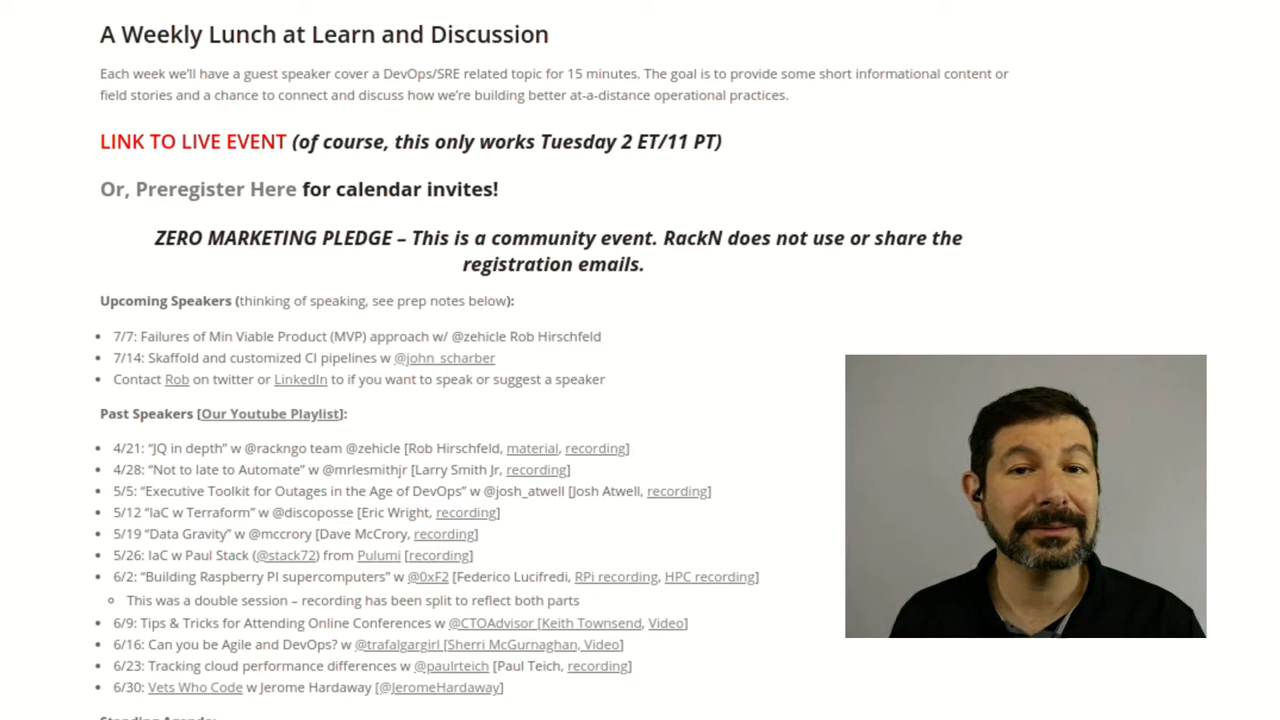 A Weekly Lunch at Learn and Discussion
Each week we'll have a guest speaker cover a DevOps/SRE related topic for 15 minutes. The goal is to provide some short informational content or
field stories and a chance to connect and discuss how we're building better at-a-distance operational practices.
LINK TO LIVE EVENT (of course, this only works Tuesday 2 ET/11 PT)
Or, Preregister Here for calendar invites!
ZERO MARKETING PLEDGE – This is a community event. RackN does not use or share the
registration emails.
Upcoming Speakers (thinking of speaking, see prep notes below):
• 7/7: Failures of Min Viable Product (MVP) approach w/ @zehicle Rob Hirschfeld
• 7/14: Skaffold and customized CI pipelines w @john_scharber
• Contact Rob on twitter or LinkedIn to if you want to speak or suggest a speaker
Past Speakers [Our Youtube Playlist]:
• 4/21: “JQ in depth” w @rackngo team @zehicle [Rob Hirschfeld, material, recording]
• 4/28: “Not to late to Automate” w @mrlesmithjr [Larry Smith Jr, recording]
• 5/5: “Executive Toolkit for Outages in the Age of DevOps” w @josh_atwell [Josh Atwell, recording]
• 5/12 “IaC w Terraform” w @discoposse [Eric Wright, recording]
• 5/19 “Data Gravity” w @mccrory [Dave McCrory, recording]
• 5/26: IaC w Paul Stack (@stack72) from Pulumi [recording]
• 6/2: “Building Raspberry PI supercomputers” w @0xF2 [Federico Lucifredi, RPi recording, HPC recording]
◦ This was a double session – recording has been split to reflect both parts
• 6/9: Tips & Tricks for Attending Online Conferences w @CTOAdvisor [Keith Townsend, Video]
• 6/16: Can you be Agile and DevOps? w @trafalgargirl [Sherri McGurnaghan, Video]
• 6/23: Tracking cloud performance differences w @paulrteich [Paul Teich, recording]
• 6/30: Vets Who Code w Jerome Hardaway [@JeromeHardaway]